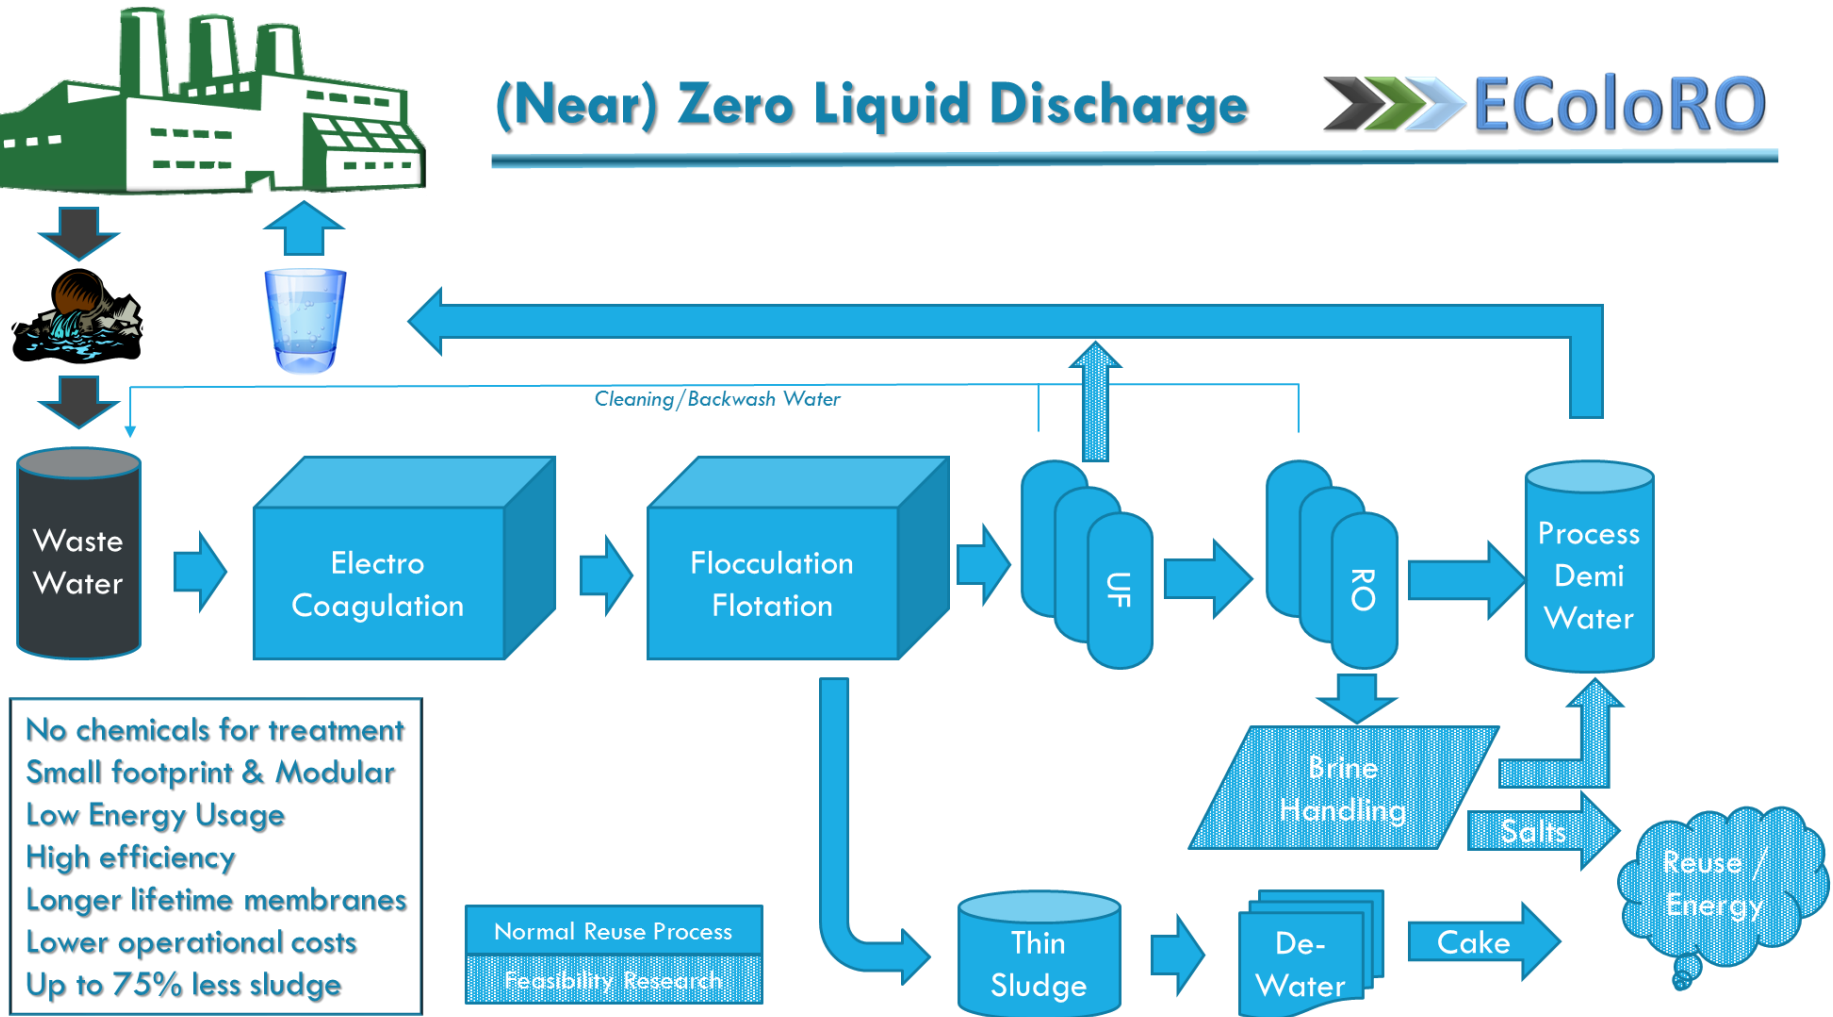 (Near) Zero Liquid Discharge
EColoRO
Cleaning/Backwash Water
Waste
Water
Electro
Coagulation
Flocculation
Flotation
UF
RO
Process
Demi
Water
No chemicals for treatment
Small footprint & Modular
Low Energy Usage
High efficiency
Longer lifetime membranes
Lower operational costs
Up to 75% less sludge
Normal Reuse Process
Feasibility Research
Brine
Handling
Salts
Reuse /
Energy
Thin
Sludge
De-
Water
Cake